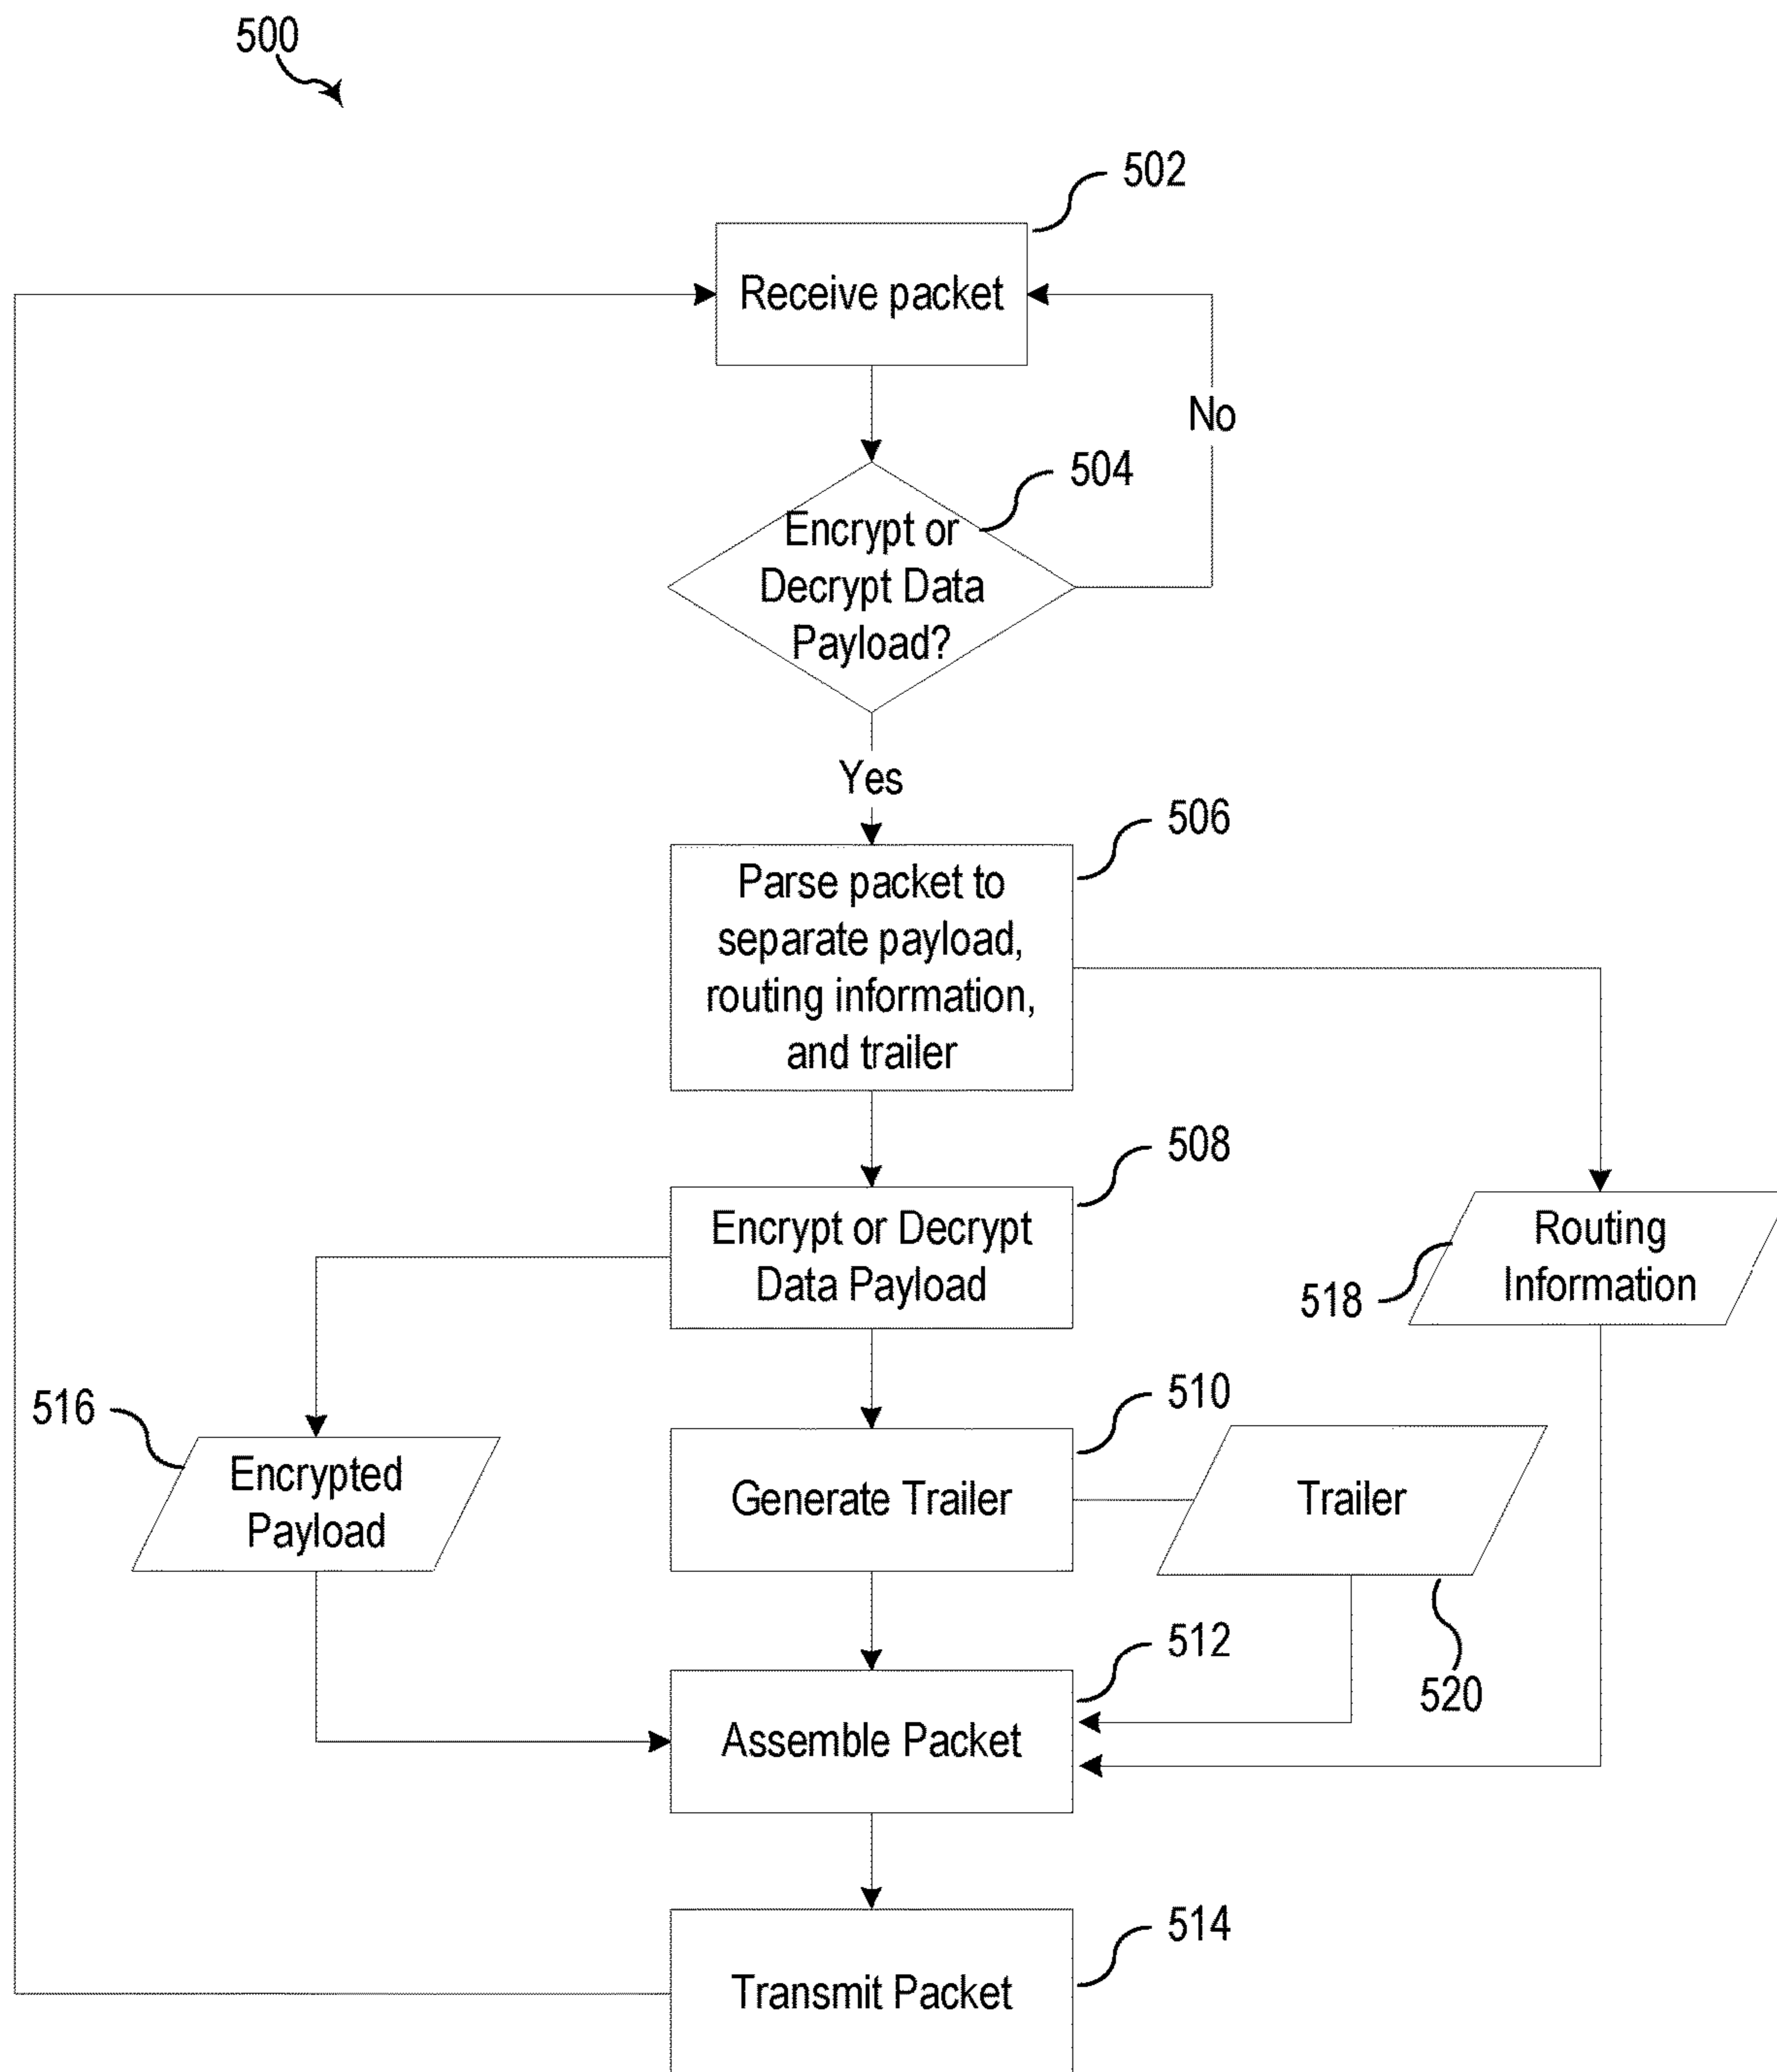 500
502
Receive packet
No
504
Encrypt or
Decrypt Data
Payload?
Yes
506
Parse packet to
separate payload,
routing information,
and trailer
508
Encrypt or Decrypt
Data Payload
Routing
Information
518
510
516
Encrypted
Payload
Generate Trailer
Trailer
512
520
Assemble Packet
514
Transmit Packet